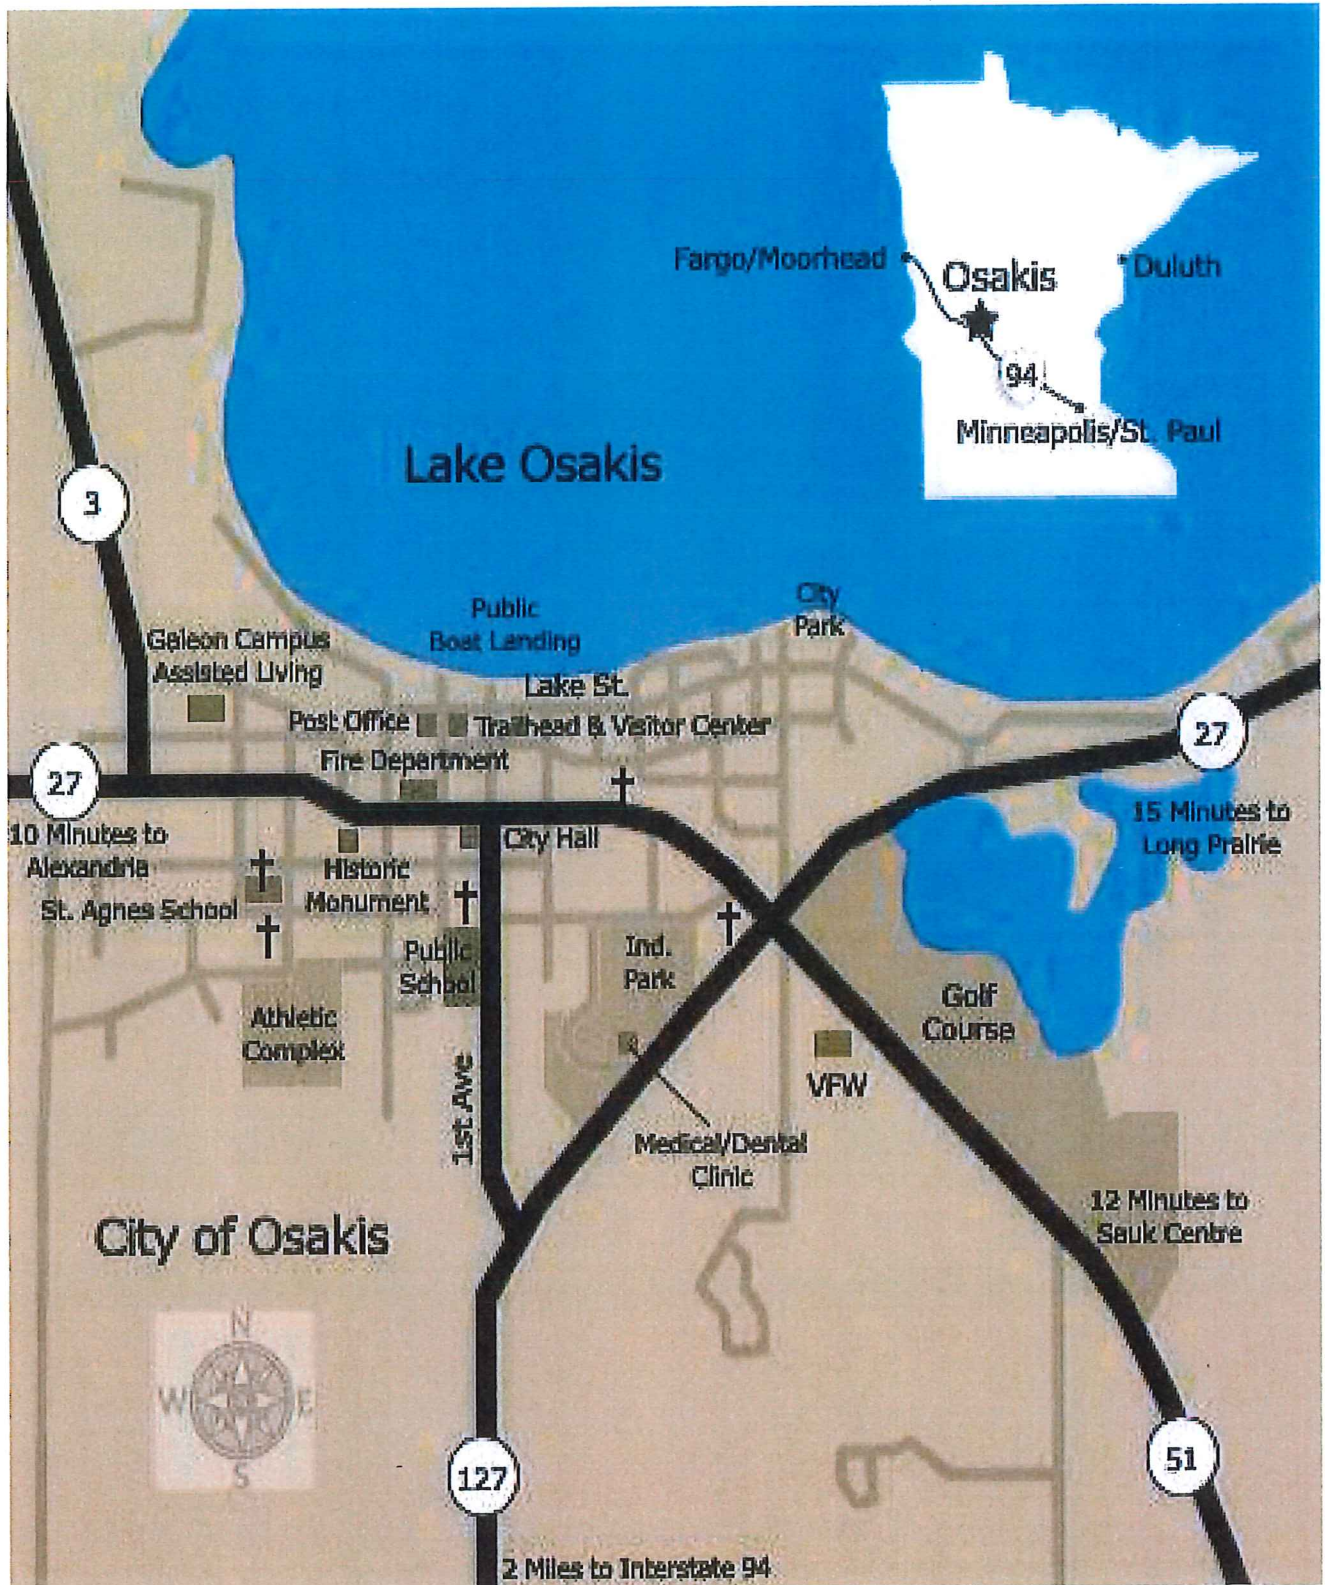 Fargo/Moorhead
Osakis
Duluth
94
Minneapolis/St. Paul
Lake Osakis
3
City
Park
Public
Boat Landing
Galeon Campus
Assisted Living
Lake St.
Post Office
Trailhead & Visitor Center
27
Fire Department
27
10 Minutes to
Alexandria
City Hall
15 Minutes to
Long Prairie
Historic
Monument
St. Agnes School
Public
School
Ind.
Park
Golf
Course
Athletic
Complex
VFW
1st Ave
Medical/Dental
Clinic
12 Minutes to
Sauk Centre
City of Osakis
N
W E
S
127
51
2 Miles to Interstate 94